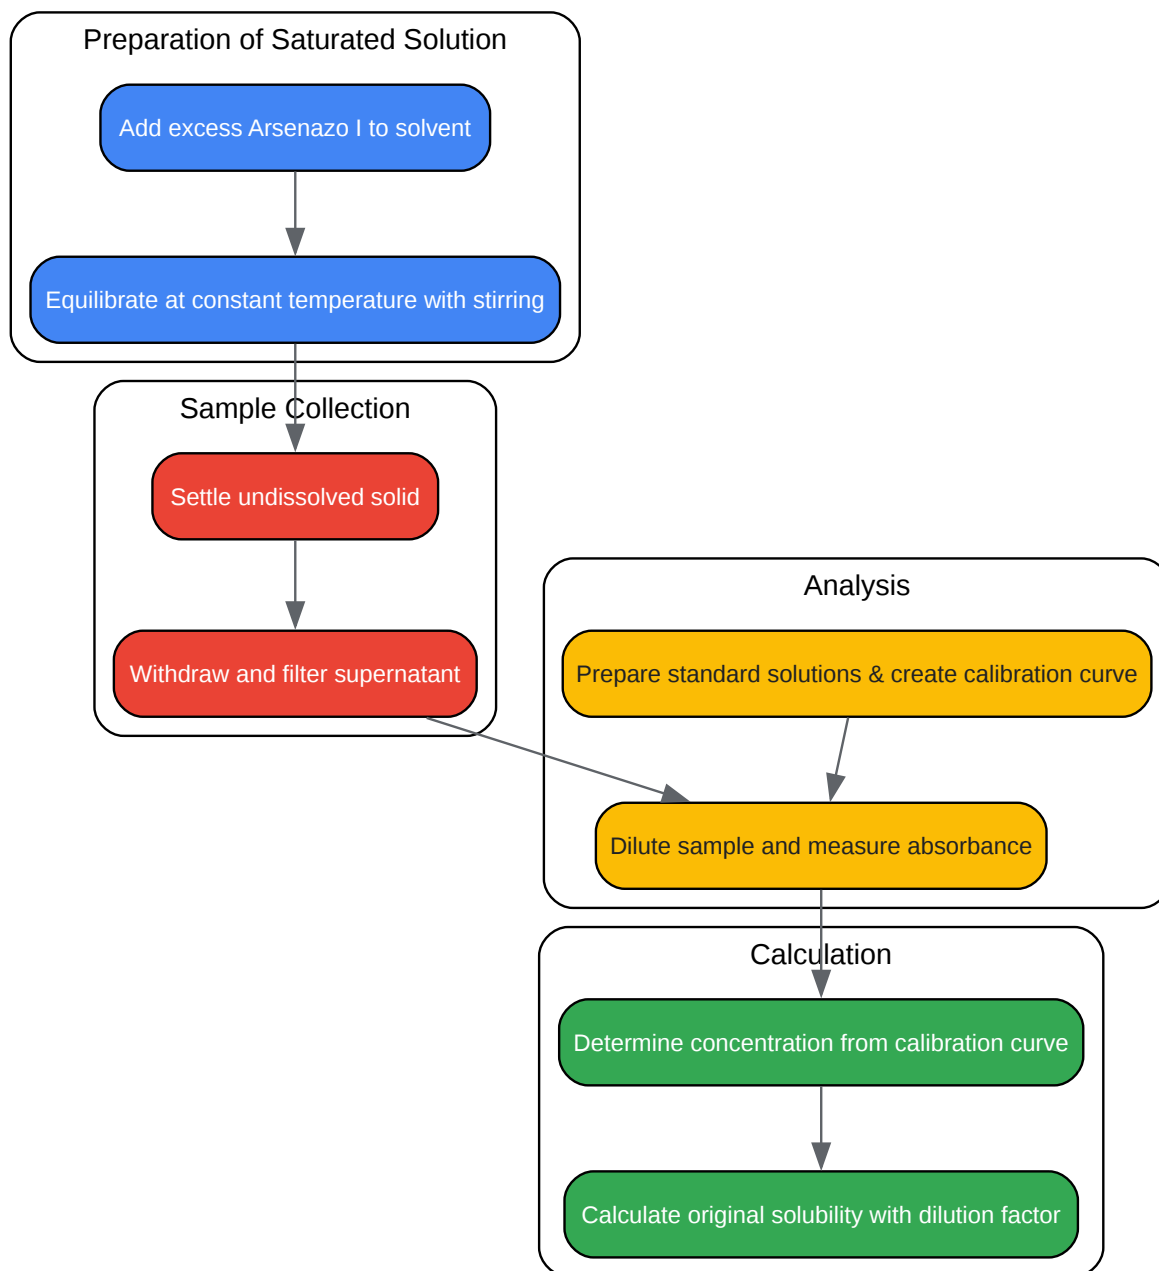 Preparation of Saturated Solution
Add excess Arsenazo I to solvent
Equilibrate at constant temperature with stirring
Sample Collection
Settle undissolved solid
Withdraw and filter supernatant
Analysis
Prepare standard solutions & create calibration curve
Dilute sample and measure absorbance
Calculation
Determine concentration from calibration curve
Calculate original solubility with dilution factor